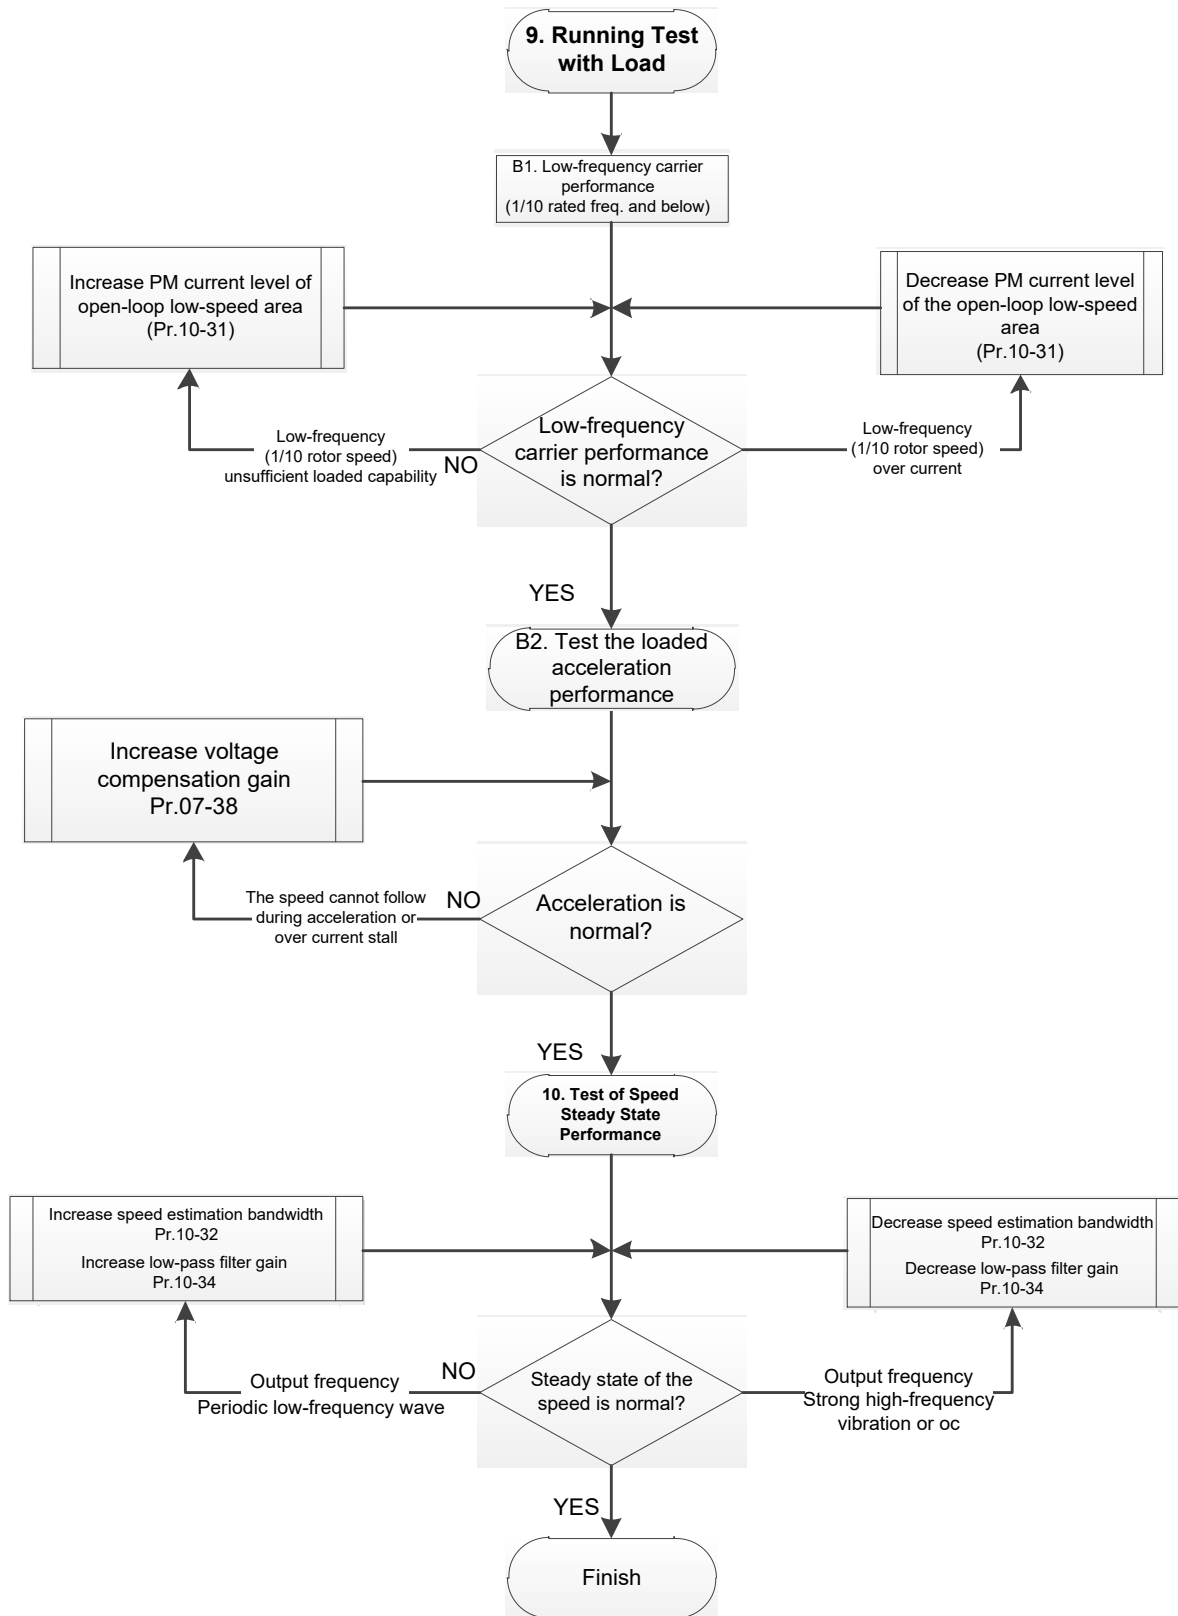 9. Running Test
with Load
B1. Low-frequency carrier
performance
(1/10 rated freq. and below)
Increase PM current level of
open-loop low-speed area
(Pr.10-31)
Decrease PM current level
of the open-loop low-speed
area
(Pr.10-31)
Low-frequency
carrier performance
is normal?
Low-frequency
(1/10 rotor speed)
unsufficient loaded capability
NO
Low-frequency
(1/10 rotor speed)
over current
YES
B2. Test the loaded
acceleration
performance
Increase voltage
compensation gain
Pr.07-38
The speed cannot follow
during acceleration or
over current stall
NO
Acceleration is
normal?
YES
10. Test of Speed
Steady State
Performance
Increase speed estimation bandwidth
Pr.10-32
Increase low-pass filter gain
Pr.10-34
Decrease speed estimation bandwidth
Pr.10-32
Decrease low-pass filter gain
Pr.10-34
Output frequency
Periodic low-frequency wave
NO
Steady state of the
speed is normal?
Output frequency
Strong high-frequency
vibration or oc
YES
Finish